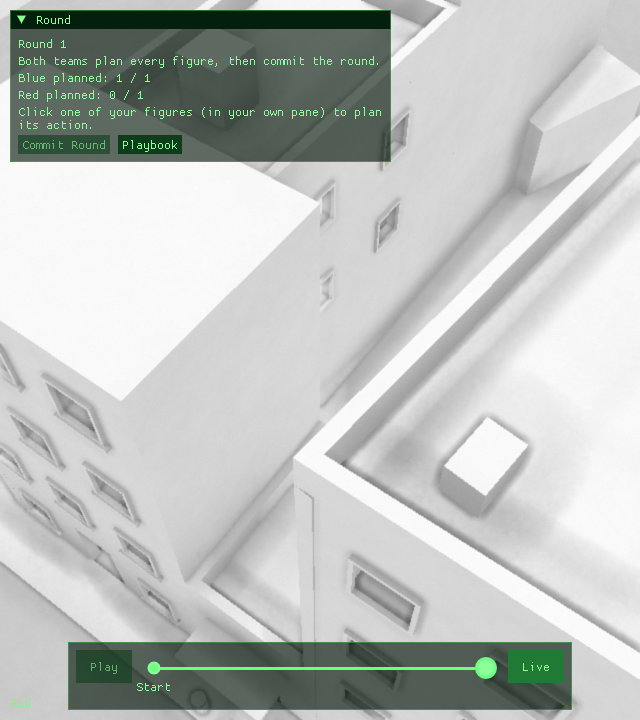 Round
Round 1
Both teams plan every figure, then commit the round.
Blue planned: 1 / 1
Red planned: 0 / 1
Click one of your figures (in your own pane) to plan
its action.
Commit Round
Playbook
Play
Live
Start